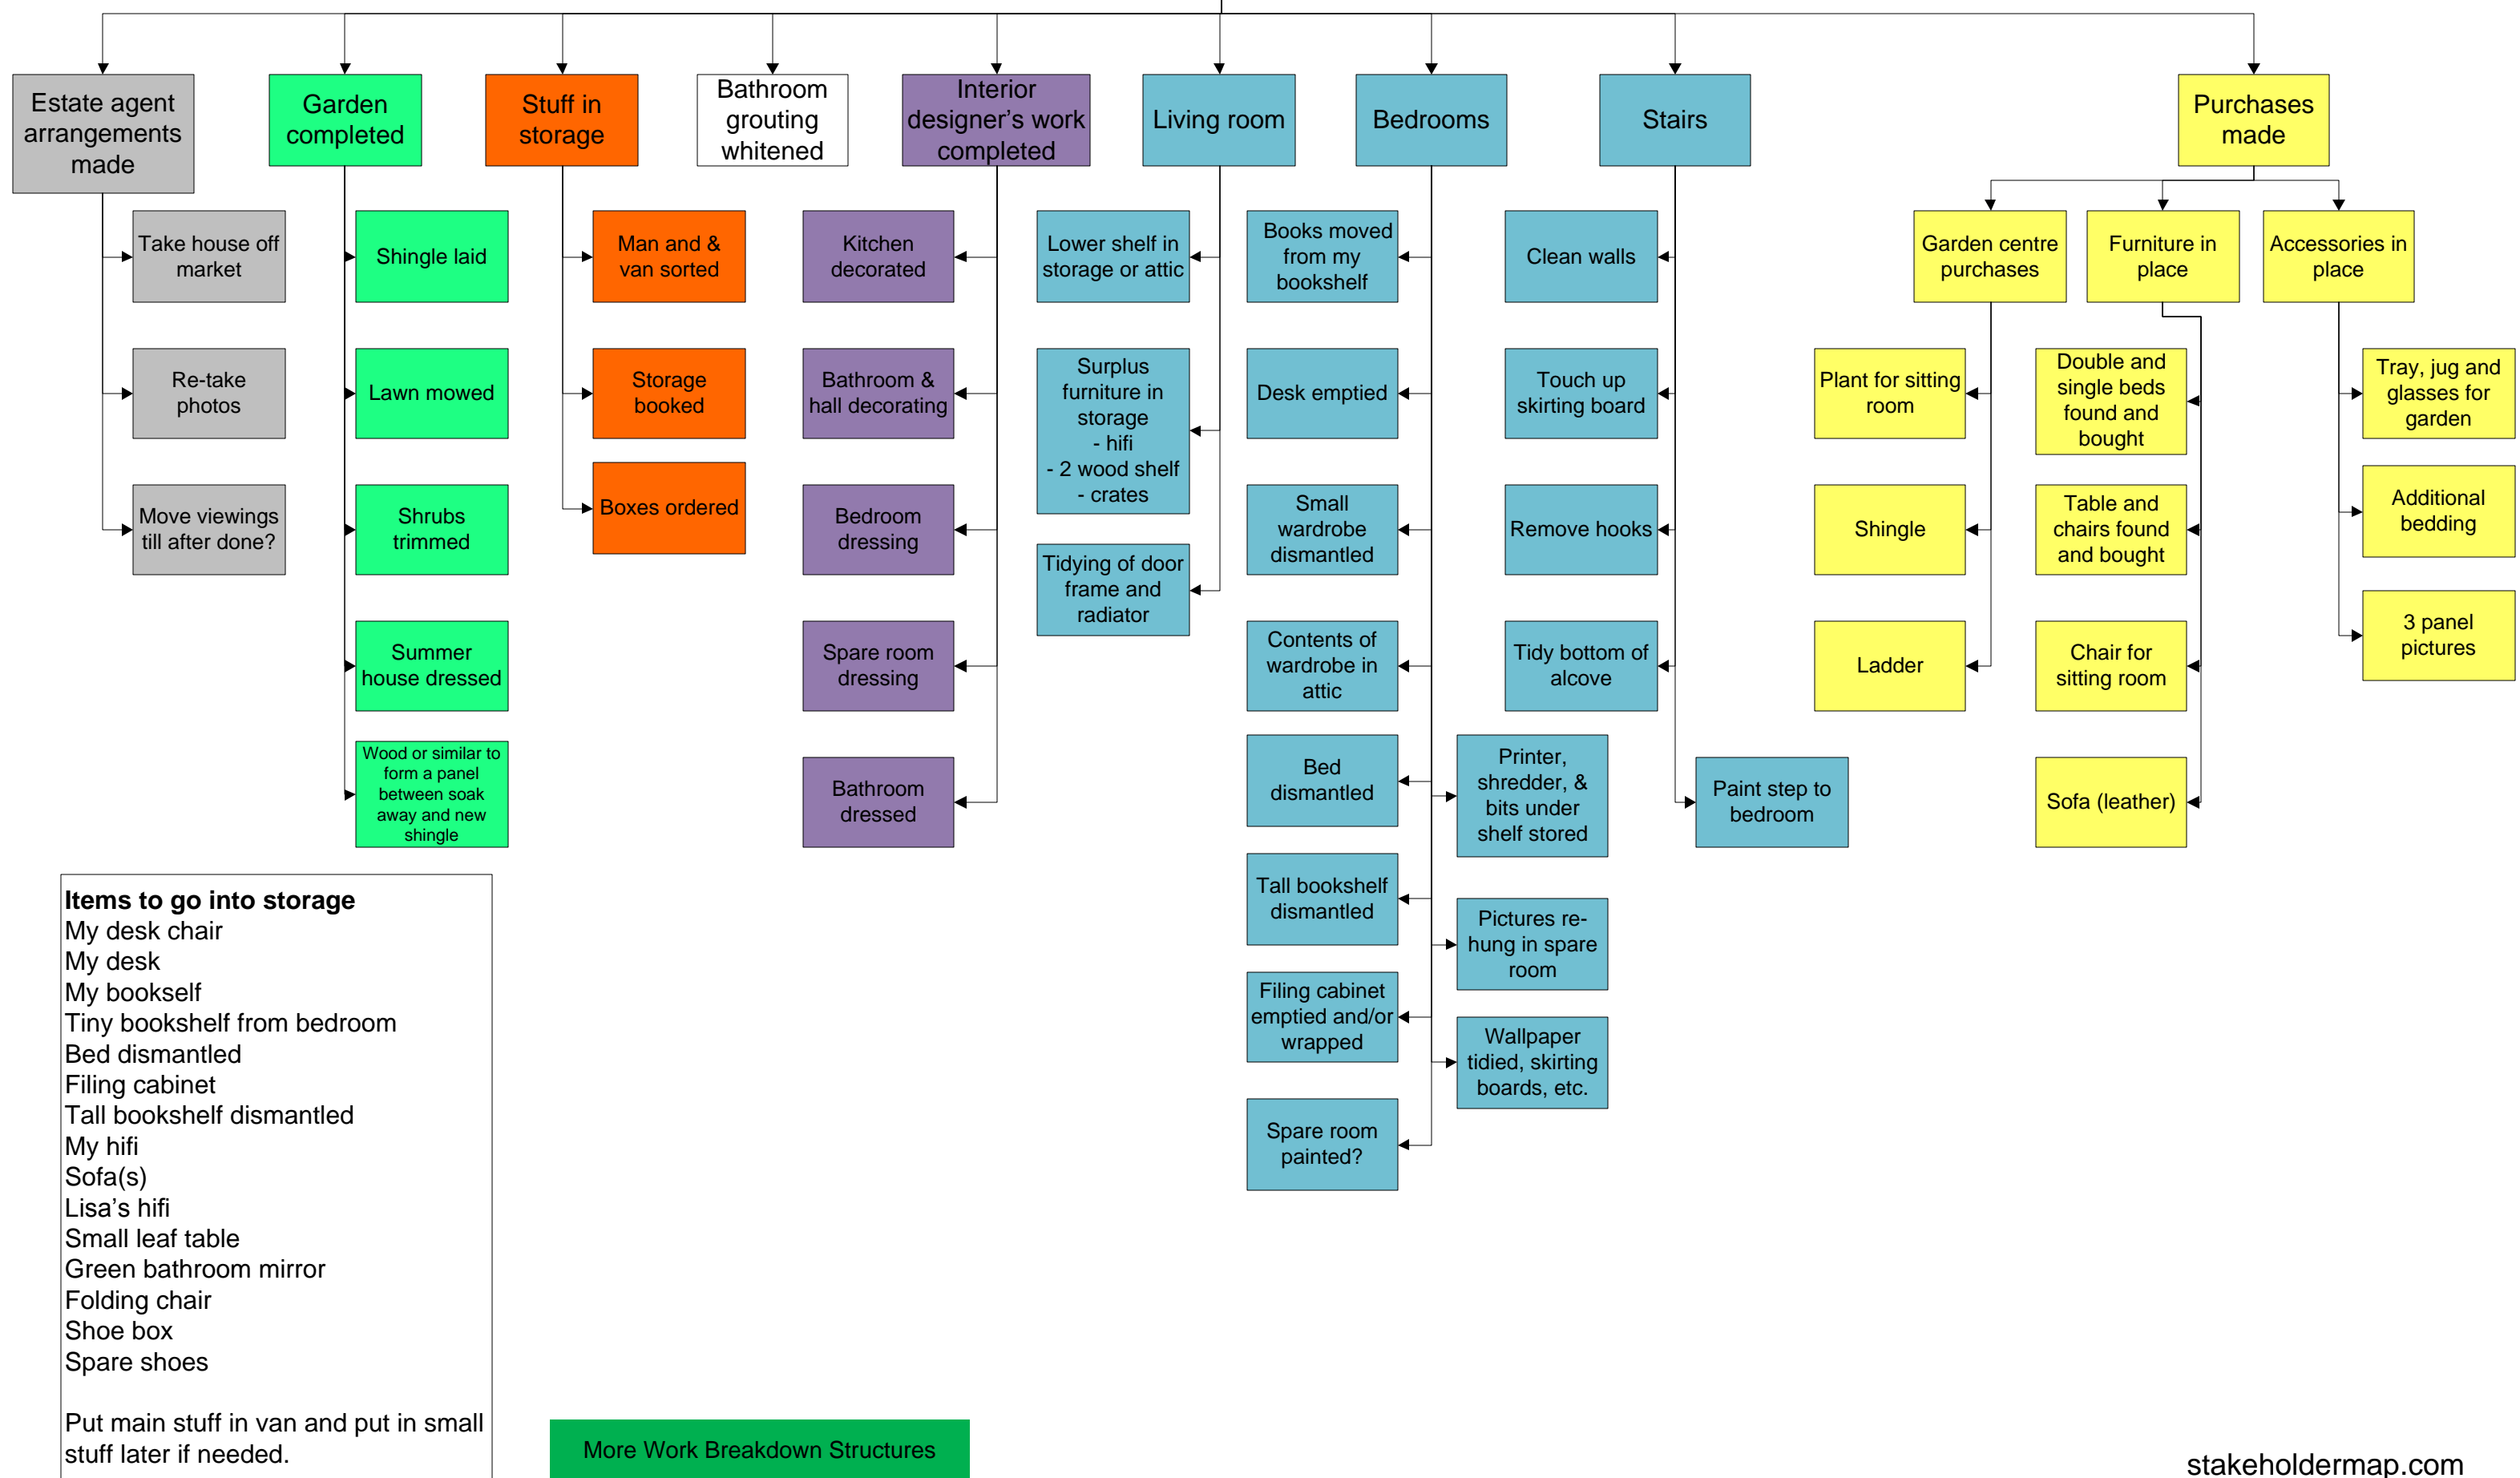 Estate agent
arrangements
made
Garden
completed
Stuff in
storage
Bathroom
grouting
whitened
Interior
designer’s work
completed
Living room
Bedrooms
Stairs
Purchases
made
Take house off
market
Re-take
photos
Move viewings
till after done?
Shingle laid
Lawn mowed
Shrubs
trimmed
Summer
house dressed
Wood or similar to
form a panel
between soak
away and new
shingle
Man and &
van sorted
Storage
booked
Boxes ordered
Kitchen
decorated
Bathroom &
hall decorating
Bedroom
dressing
Spare room
dressing
Bathroom
dressed
Lower shelf in
storage or attic
Surplus
furniture in
storage
- hifi
- 2 wood shelf
- crates
Tidying of door
frame and
radiator
Books moved
from my
bookshelf
Desk emptied
Small
wardrobe
dismantled
Contents of
wardrobe in
attic
Bed
dismantled
Tall bookshelf
dismantled
Filing cabinet
emptied and/or
wrapped
Spare room
painted?
Printer,
shredder, &
bits under
shelf stored
Pictures re-
hung in spare
room
Wallpaper
tidied, skirting
boards, etc.
Clean walls
Touch up
skirting board
Remove hooks
Tidy bottom of
alcove
Paint step to
bedroom
Garden centre
purchases
Plant for sitting
room
Shingle
Ladder
Furniture in
place
Double and
single beds
found and
bought
Table and
chairs found
and bought
Chair for
sitting room
Sofa (leather)
Accessories in
place
Tray, jug and
glasses for
garden
Additional
bedding
3 panel
pictures
Items to go into storage
My desk chair
My desk
My bookself
Tiny bookshelf from bedroom
Bed dismantled
Filing cabinet
Tall bookshelf dismantled
My hifi
Sofa(s)
Lisa’s hifi
Small leaf table
Green bathroom mirror
Folding chair
Shoe box
Spare shoes
Put main stuff in van and put in small
stuff later if needed.
More Work Breakdown Structures
stakeholdermap.com